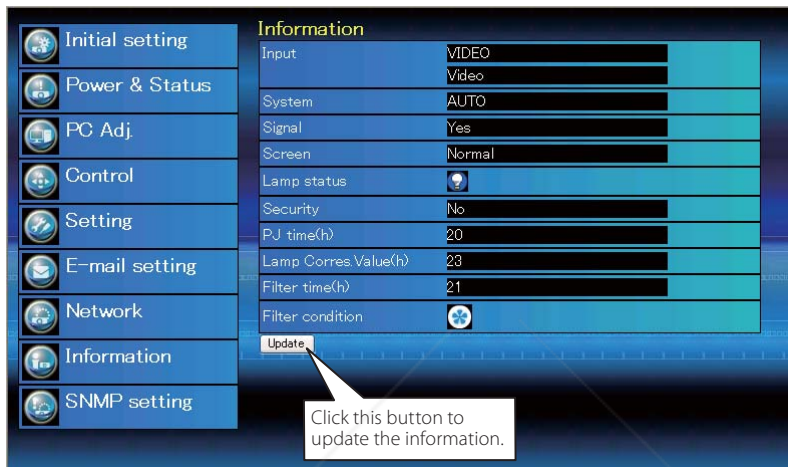 Initial setting
Power & Status
PC Adj.
Control
Setting
E-mail setting
Network
Information
SNMP setting
Information
Input VIDEO
Video
System AUTO
Signal Yes
Screen Normal
Lamp status
Security No
PJ time(h) 20
Lamp Corres.Value(h) 23
Filter time(h) 21
Filter condition
Update
Click this button to
update the information.